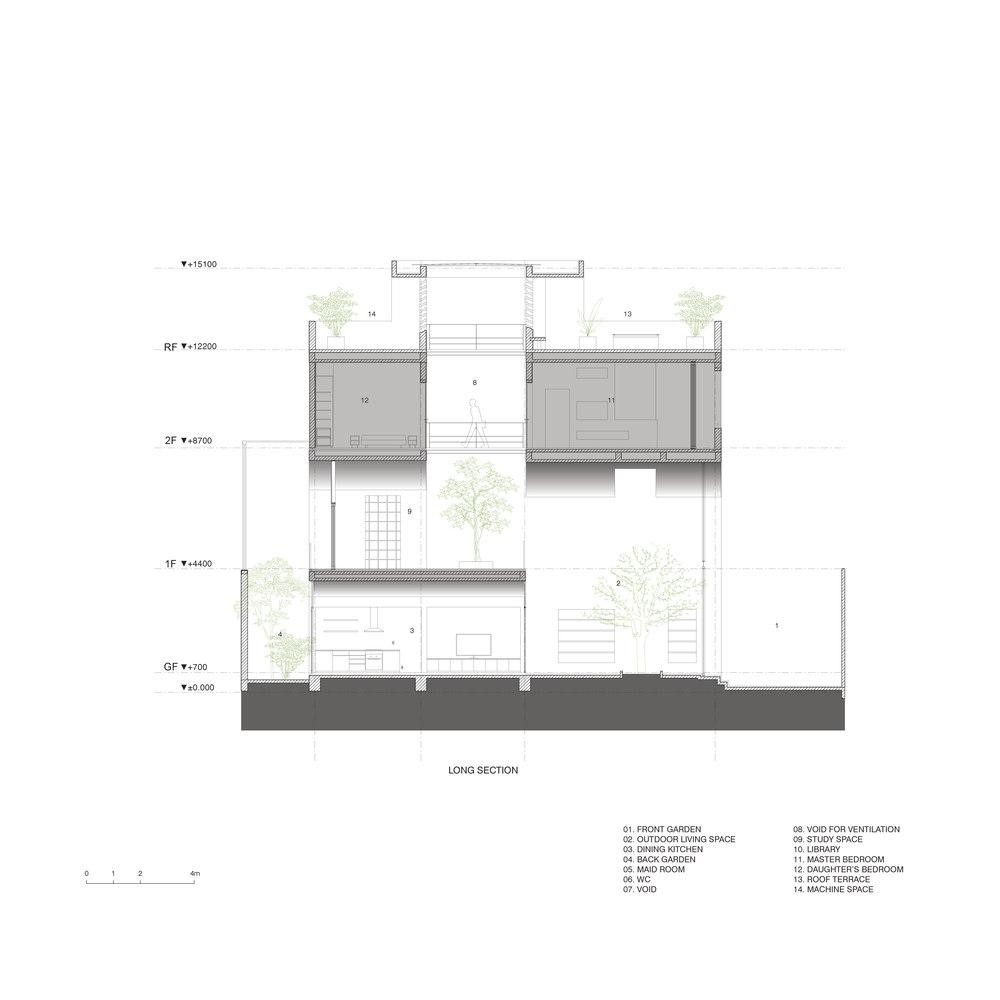 ▼+15100
14
13
RF ▼+12200
8
12
11
2F ▼+8700
9
1F ▼+4400
2
1
3
4
GF ▼+700
▼±0.000
LONG SECTION
01. FRONT GARDEN
02. OUTDOOR LIVING SPACE
03. DINING KITCHEN
04. BACK GARDEN
05. MAID ROOM
06. WC
07. VOID
08. VOID FOR VENTILATION
09. STUDY SPACE
10. LIBRARY
11. MASTER BEDROOM
12. DAUGHTER'S BEDROOM
13. ROOF TERRACE
14. MACHINE SPACE
0 1 2 4m